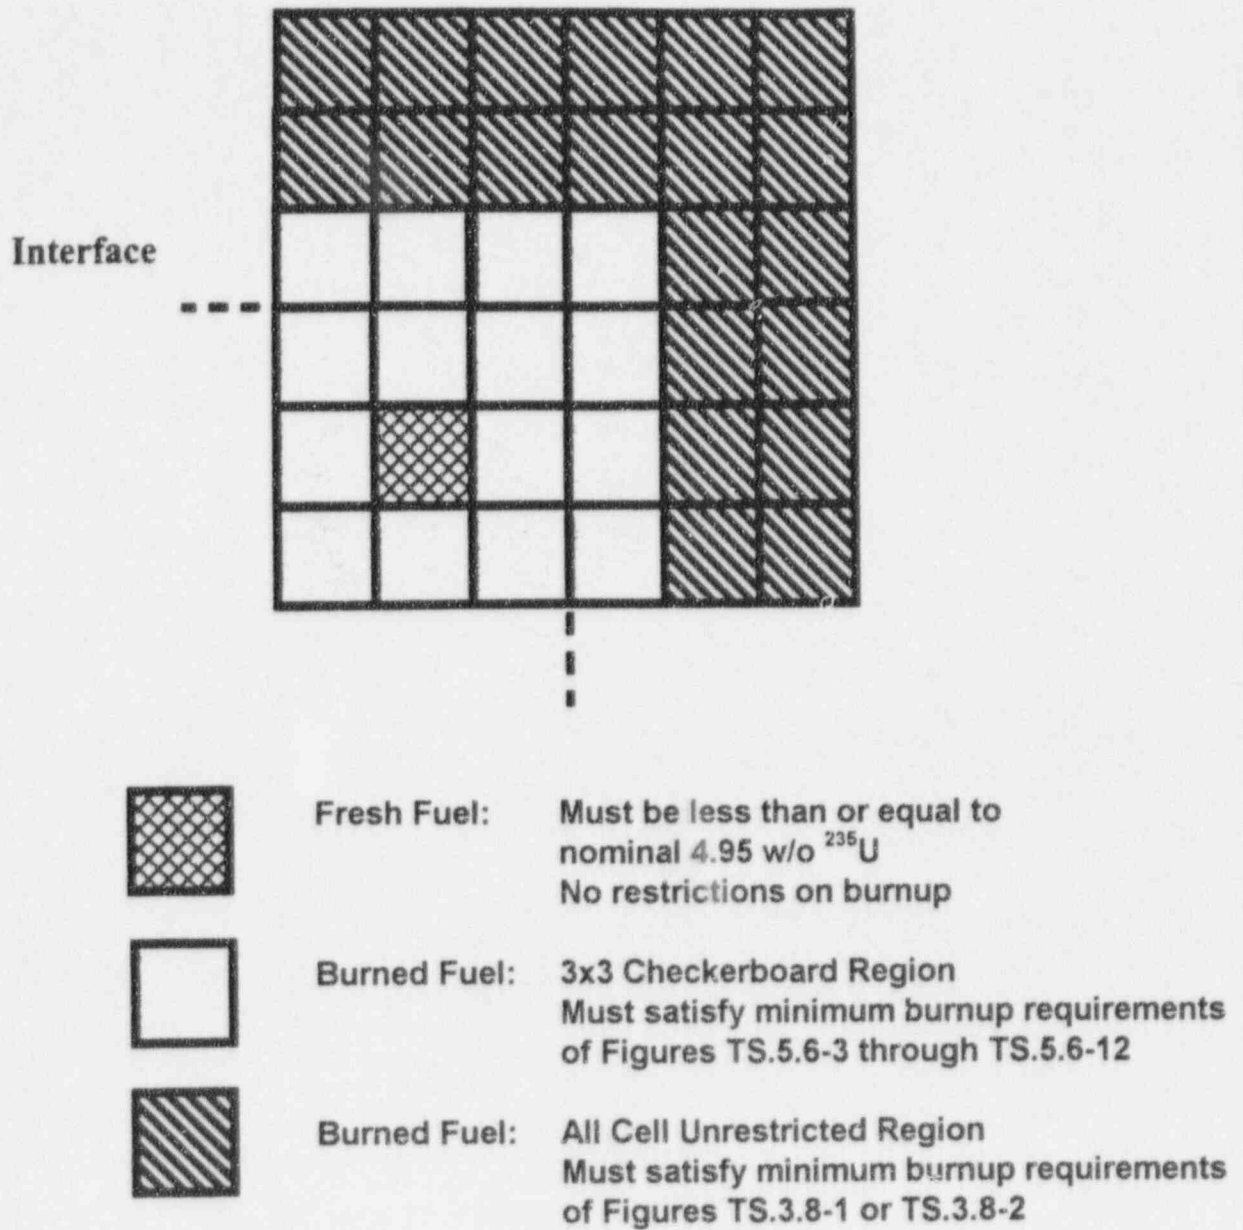 Interface
Fresh Fuel: Must be less than or equal to
nominal 4.95 w/o ²³⁵U
No restrictions on burnup
Burned Fuel: 3x3 Checkerboard Region
Must satisfy minimum burnup requirements
of Figures TS.5.6-3 through TS.5.6-12
Burned Fuel: All Cell Unrestricted Region
Must satisfy minimum burnup requirements
of Figures TS.3.8-1 or TS.3.8-2